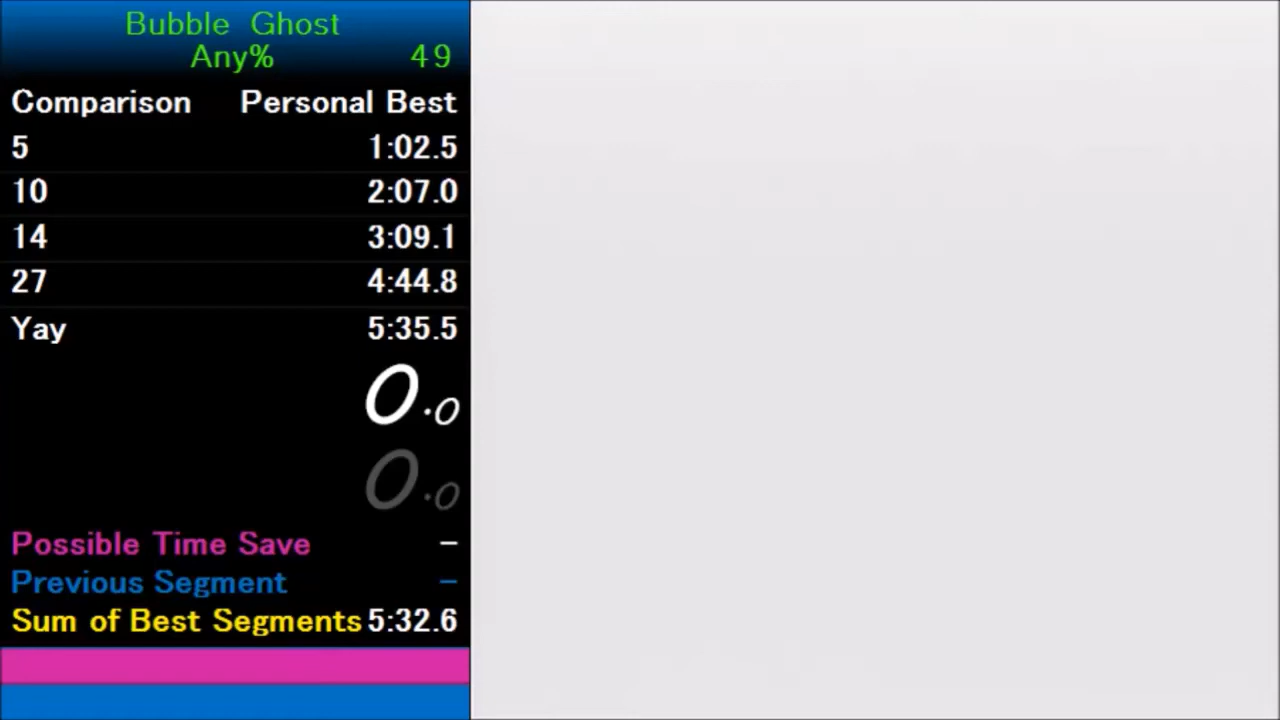 Bubble Ghost
Any% 49
Comparison Personal Best
5 1:02.5
10 2:07.0
14 3:09.1
27 4:44.8
Yay 5:35.5
0.0
0.0
Possible Time Save –
Previous Segment –
Sum of Best Segments 5:32.6